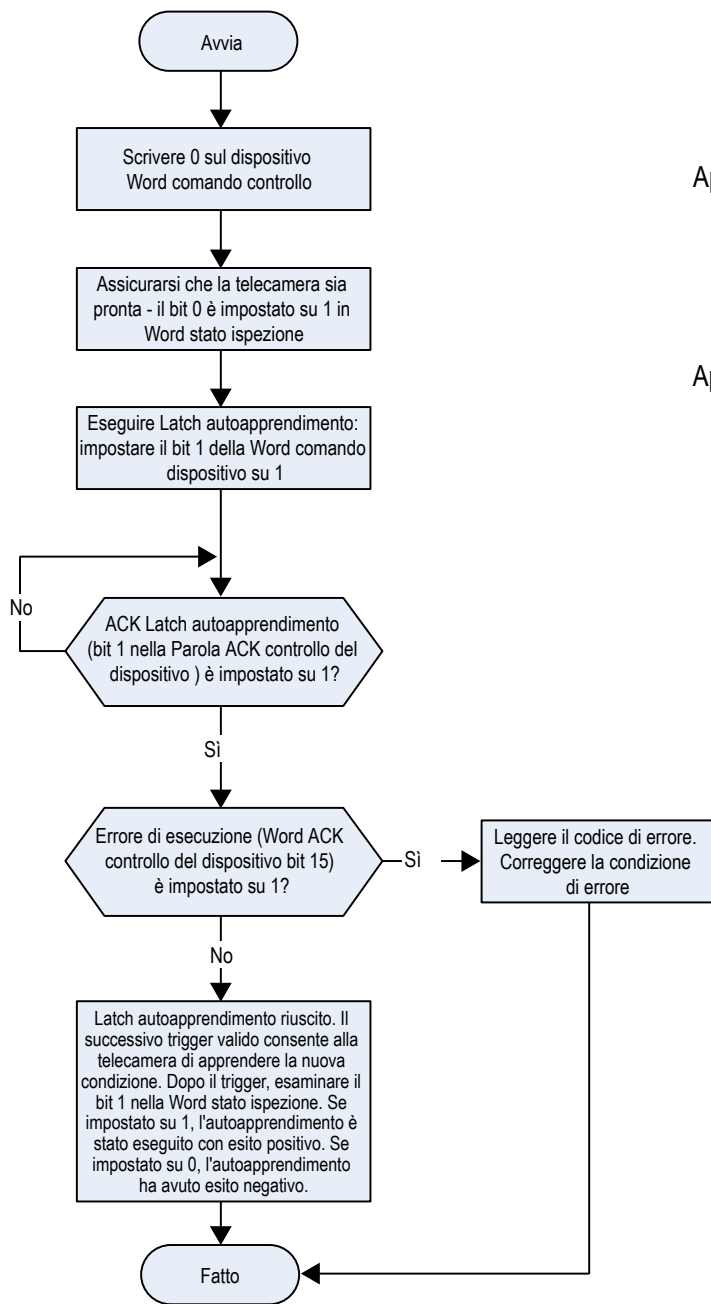 Avvia
Scrivere 0 sul dispositivo
Word comando controllo
Ap
Assicurarsi che la telecamera sia
pronta - il bit 0 è impostato su 1 in
Word stato ispezione
Ap
Eseguire Latch autoapprendimento:
impostare il bit 1 della Word comando
dispositivo su 1
No
ACK Latch autoapprendimento
(bit 1 nella Parola ACK controllo del
dispositivo ) è impostato su 1?
Sì
Errore di esecuzione (Word ACK
controllo del dispositivo bit 15)
è impostato su 1?
Sì
Leggere il codice di errore.
Correggere la condizione
di errore
No
Latch autoapprendimento riuscito. Il
successivo trigger valido consente alla
telecamera di apprendere la nuova
condizione. Dopo il trigger, esaminare il
bit 1 nella Word stato ispezione. Se
impostato su 1, l'autoapprendimento è
stato eseguito con esito positivo. Se
impostato su 0, l'autoapprendimento
ha avuto esito negativo.
Fatto